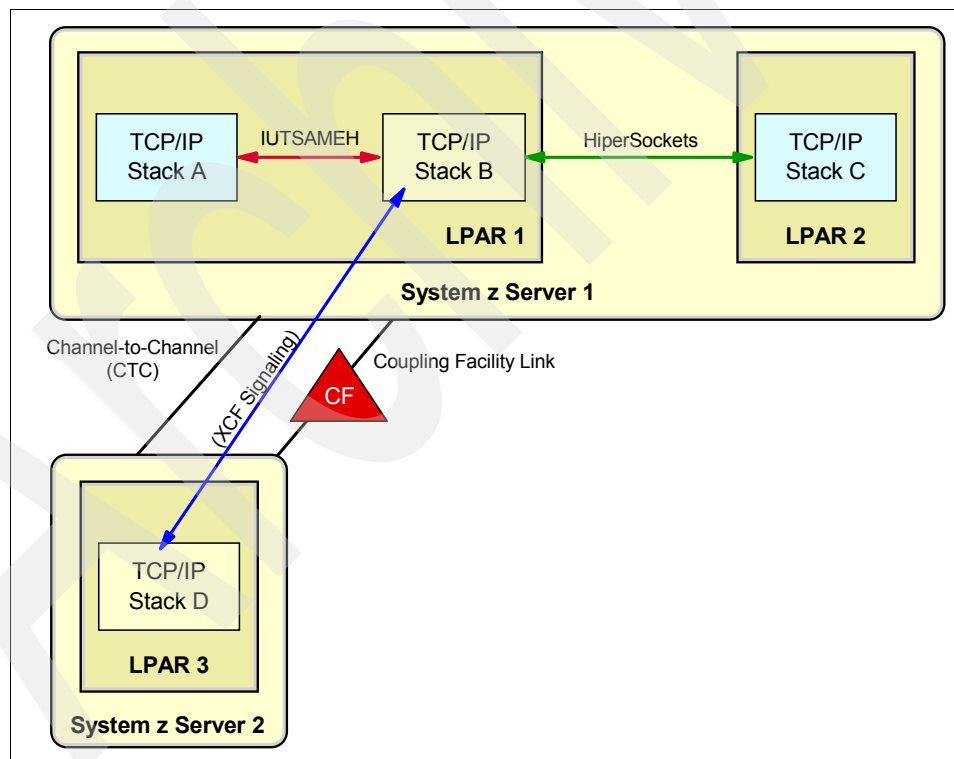 TCP/IP
Stack A
IUTSAMEH
TCP/IP
Stack B
HiperSockets
TCP/IP
Stack C
LPAR 1
LPAR 2
System z Server 1
Channel-to-Channel
(CTC)
(XCF Signaling)
Coupling Facility Link
CF
TCP/IP
Stack D
LPAR 3
System z Server 2